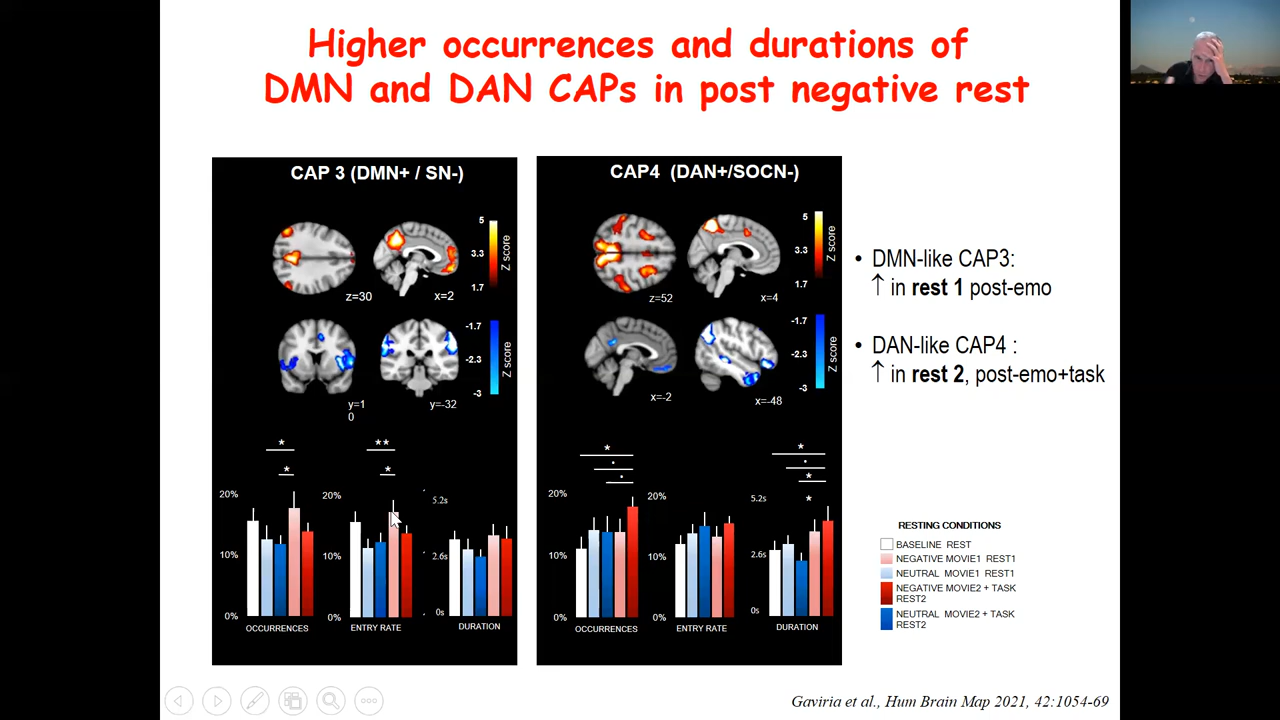 Higher occurrences and durations of
DMN and DAN CAPs in post negative rest
CAP 3 (DMN+ / SN-)
5
3.3
1.7
Z score
z=30
x=2
-1.7
-2.3
-3
Z score
y=1
0
y=-32
*
*
**
*
20%
10%
0%
OCCURRENCES
20%
10%
0%
ENTRY RATE
5.2s
2.6s
0s
DURATION
CAP4 (DAN+/SOCN-)
5
3.3
1.7
Z score
z=52
x=4
-1.7
-2.3
-3
Z score
x=-2
x=-48
*
•
•
*
•
*
*
20%
10%
0%
OCCURRENCES
20%
10%
0%
ENTRY RATE
5.2s
2.6s
0s
DURATION
• DMN-like CAP3:
↑ in rest 1 post-emo
• DAN-like CAP4 :
↑ in rest 2, post-emo+task
RESTING CONDITIONS
BASELINE REST
NEGATIVE MOVIE1 REST1
NEUTRAL MOVIE1 REST1
NEGATIVE MOVIE2 + TASK
REST2
NEUTRAL MOVIE2 + TASK
REST2
Gaviria et al., Hum Brain Map 2021, 42:1054-69